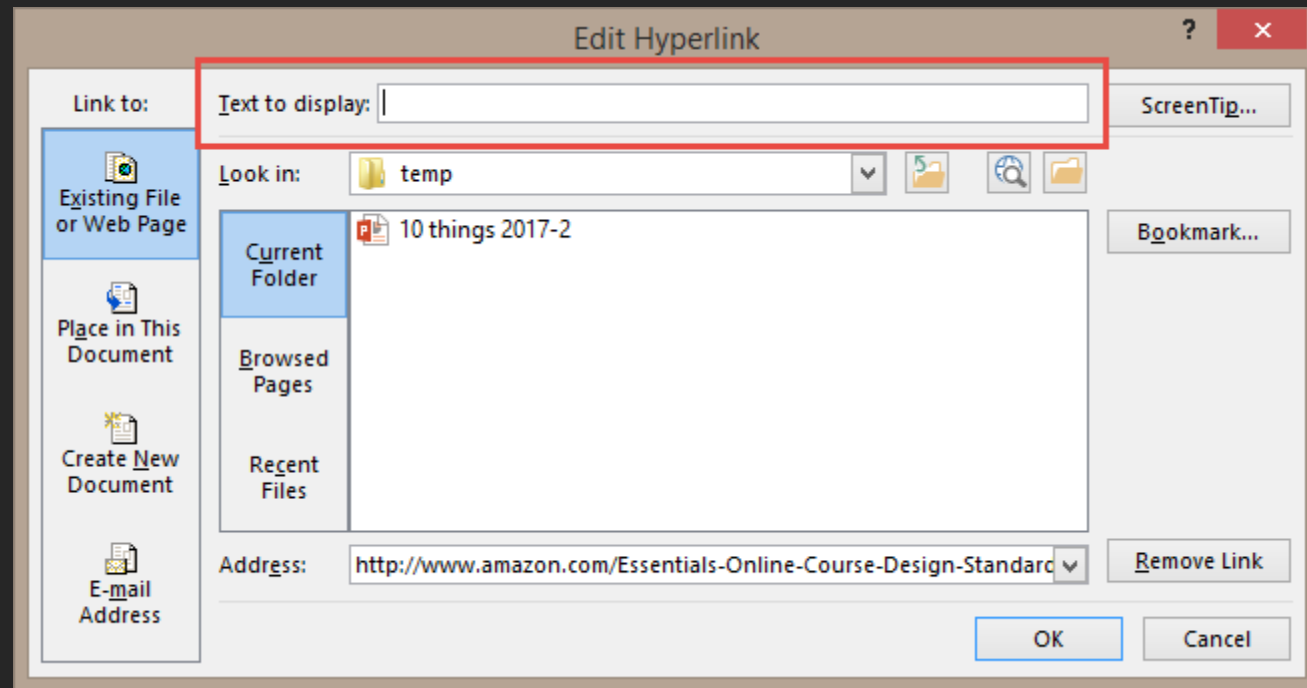 Edit Hyperlink
?
Link to:
Text to display:
ScreenTip...
Existing File
or Web Page
Look in:
temp
Current
Folder
10 things 2017-2
Bookmark...
Place in This
Document
Browsed
Pages
Create New
Document
Recent
Files
E-mail
Address
Address:
http://www.amazon.com/Essentials-Online-Course-Design-Standard
Remove Link
OK
Cancel